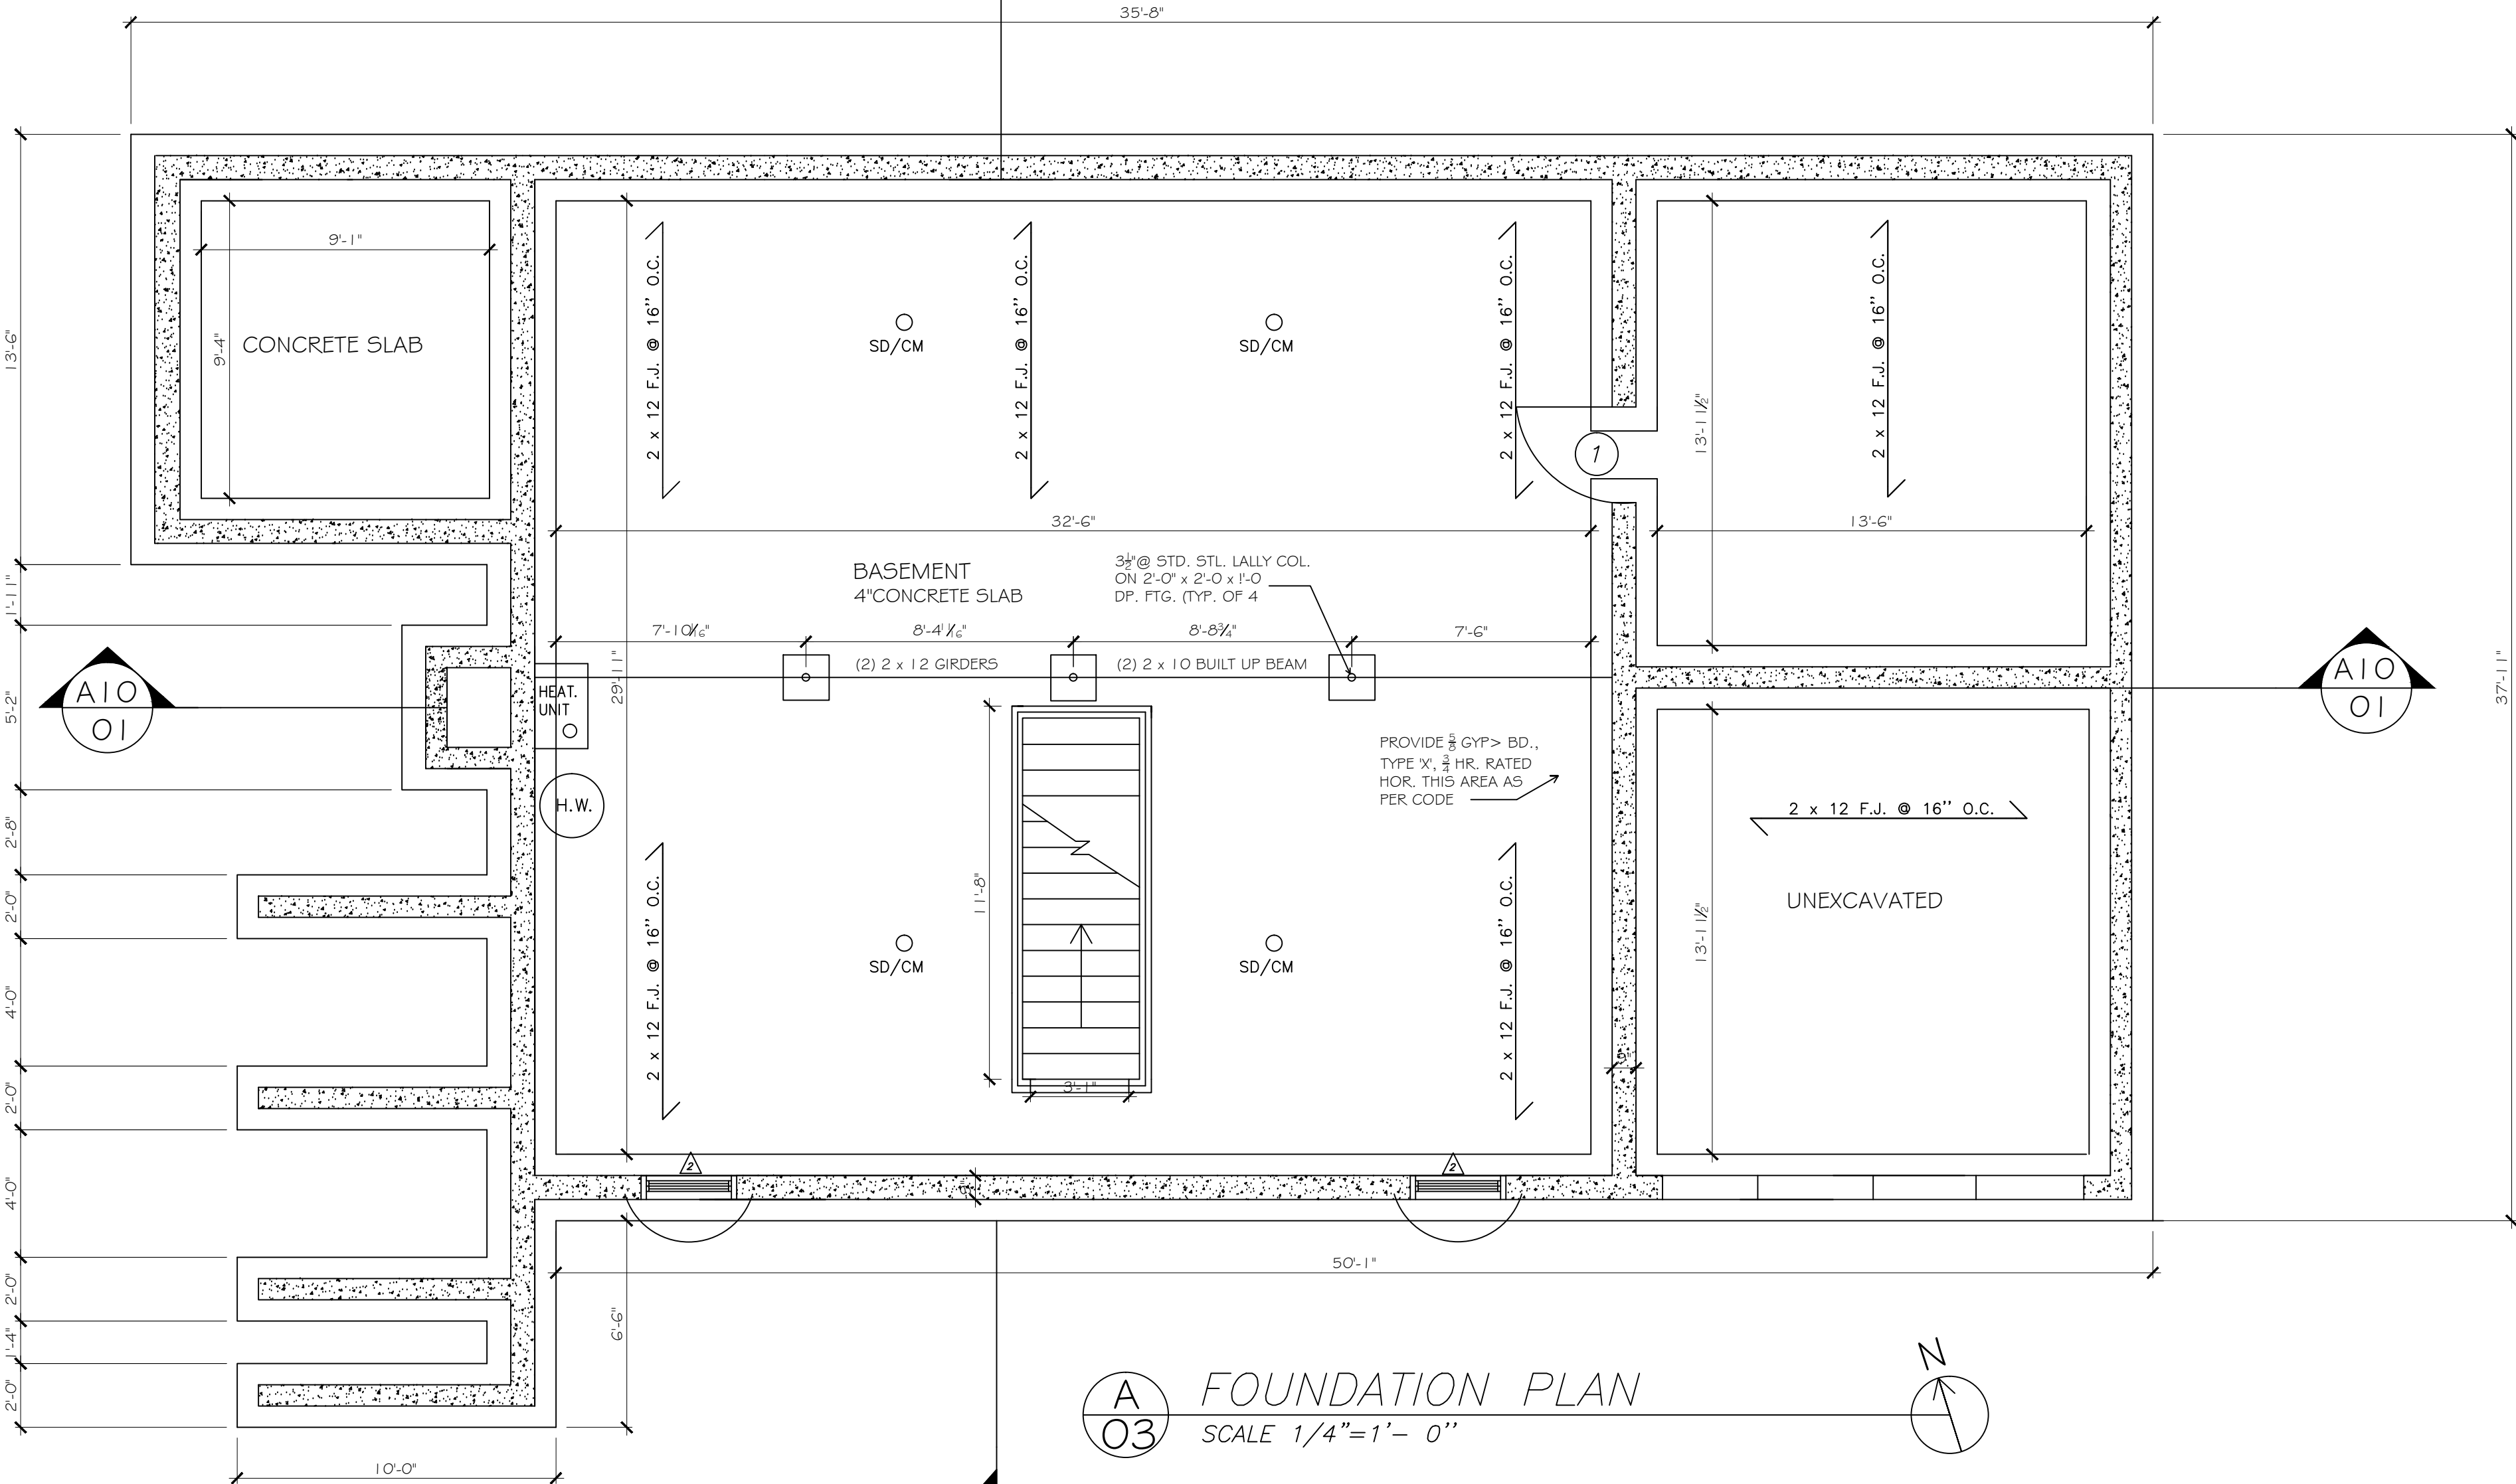 35'-8"
9'-1"
9'-4"
CONCRETE SLAB
13'-6"
1'-11"
5'-2"
2'-8"
2'-0"
4'-0"
2'-0"
4'-0"
2'-0"
1'-4"
2'-0"
2 x 12 F.J. @ 16'' O.C.
2 x 12 F.J. @ 16'' O.C.
2 x 12 F.J. @ 16'' O.C.
2 x 12 F.J. @ 16'' O.C.
SD/CM
SD/CM
1
13'-1 1/2"
32'-6"
13'-6"
BASEMENT
4"CONCRETE SLAB
3 1/2"@ STD. STL. LALLY COL.
ON 2'-0" x 2'-0 x 1'-0
DP. FTG. (TYP. OF 4
7'-10 1/16"
8'-4 1/16"
8'-8 3/4"
7'-6"
(2) 2 x 12 GIRDERS
(2) 2 x 10 BUILT UP BEAM
29'-11"
37'-11"
A10
01
A10
01
HEAT.
UNIT
H.W.
PROVIDE 5/8 GYP> BD.,
TYPE 'X', 3/4 HR. RATED
HOR. THIS AREA AS
PER CODE
2 x 12 F.J. @ 16'' O.C.
UNEXCAVATED
13'-1 1/2"
11'-8"
3'-1"
2 x 12 F.J. @ 16'' O.C.
2 x 12 F.J. @ 16'' O.C.
SD/CM
SD/CM
9"
2
2
50'-1"
6'-6"
10'-0"
A
03
FOUNDATION PLAN
SCALE 1/4"=1'- 0''
N